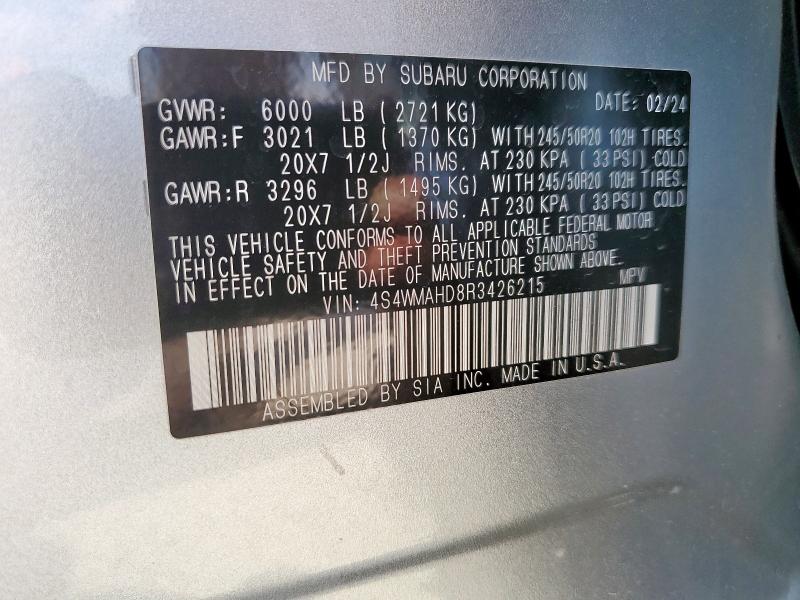 MFD BY SUBARU CORPORATION
GVWR: 6000 LB ( 2721 KG) DATE: 02/24
GAWR:F 3021 LB ( 1370 KG) WITH 245/50R20 102H TIRES.
20X7 1/2J RIMS. AT 230 KPA ( 33 PSI) COLD
GAWR:R 3296 LB ( 1495 KG) WITH 245/50R20 102H TIRES.
20X7 1/2J RIMS. AT 230 KPA ( 33 PSI) COLD
THIS VEHICLE CONFORMS TO ALL APPLICABLE FEDERAL MOTOR
VEHICLE SAFETY AND THEFT PREVENTION STANDARDS
IN EFFECT ON THE DATE OF MANUFACTURE SHOWN ABOVE.
VIN: 4S4WMAHD8R3426215 MPV
ASSEMBLED BY SIA INC. MADE IN U.S.A.